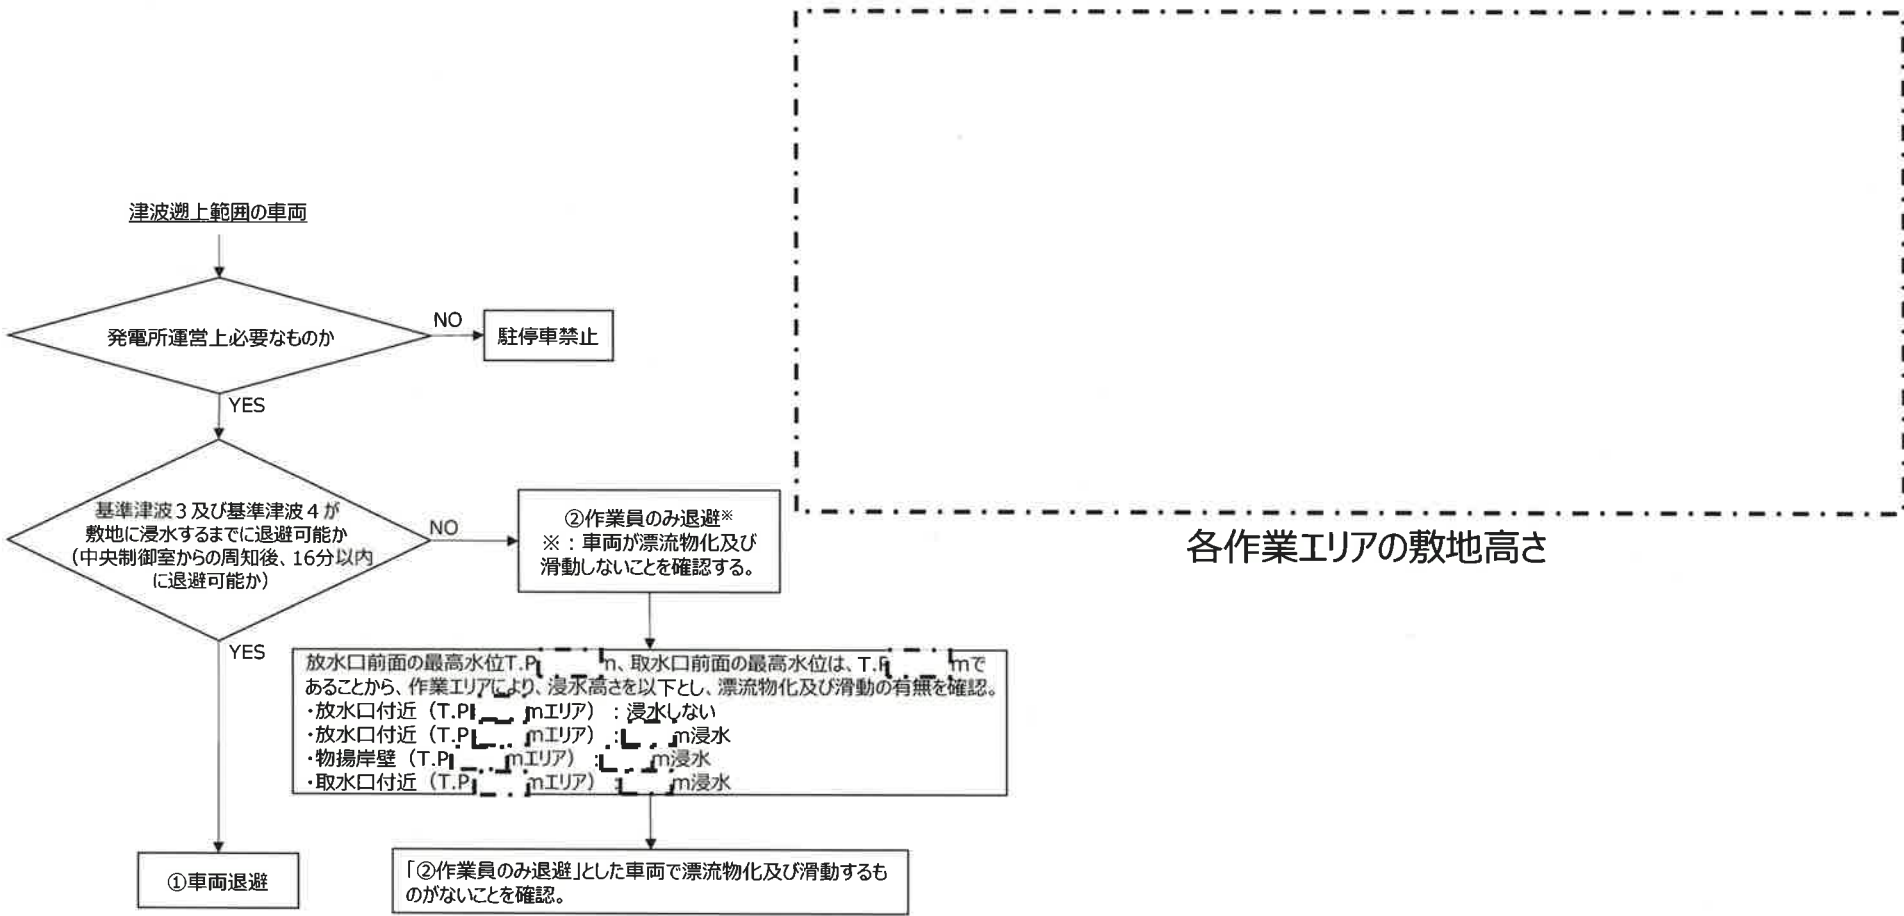 津波遡上範囲の車両
発電所運営上必要なものか
NO
駐停車禁止
YES
基準津波３及び基準津波４が
敷地に浸水するまでに退避可能か
(中央制御室からの周知後、16分以内
に退避可能か)
NO
②作業員のみ退避※
※：車両が漂流物化及び
滑動しないことを確認する。
各作業エリアの敷地高さ
YES
放水口前面の最高水位T.P m、取水口前面の最高水位は、T.P mで
あることから、作業エリアにより、浸水高さを以下とし、漂流物化及び滑動の有無を確認。
・放水口付近（T.P mエリア）：浸水しない
・放水口付近（T.P mエリア）： m浸水
・物揚岸壁（T.P mエリア）： m浸水
・取水口付近（T.P mエリア）： m浸水
①車両退避
「②作業員のみ退避」とした車両で漂流物化及び滑動するも
のがないことを確認。